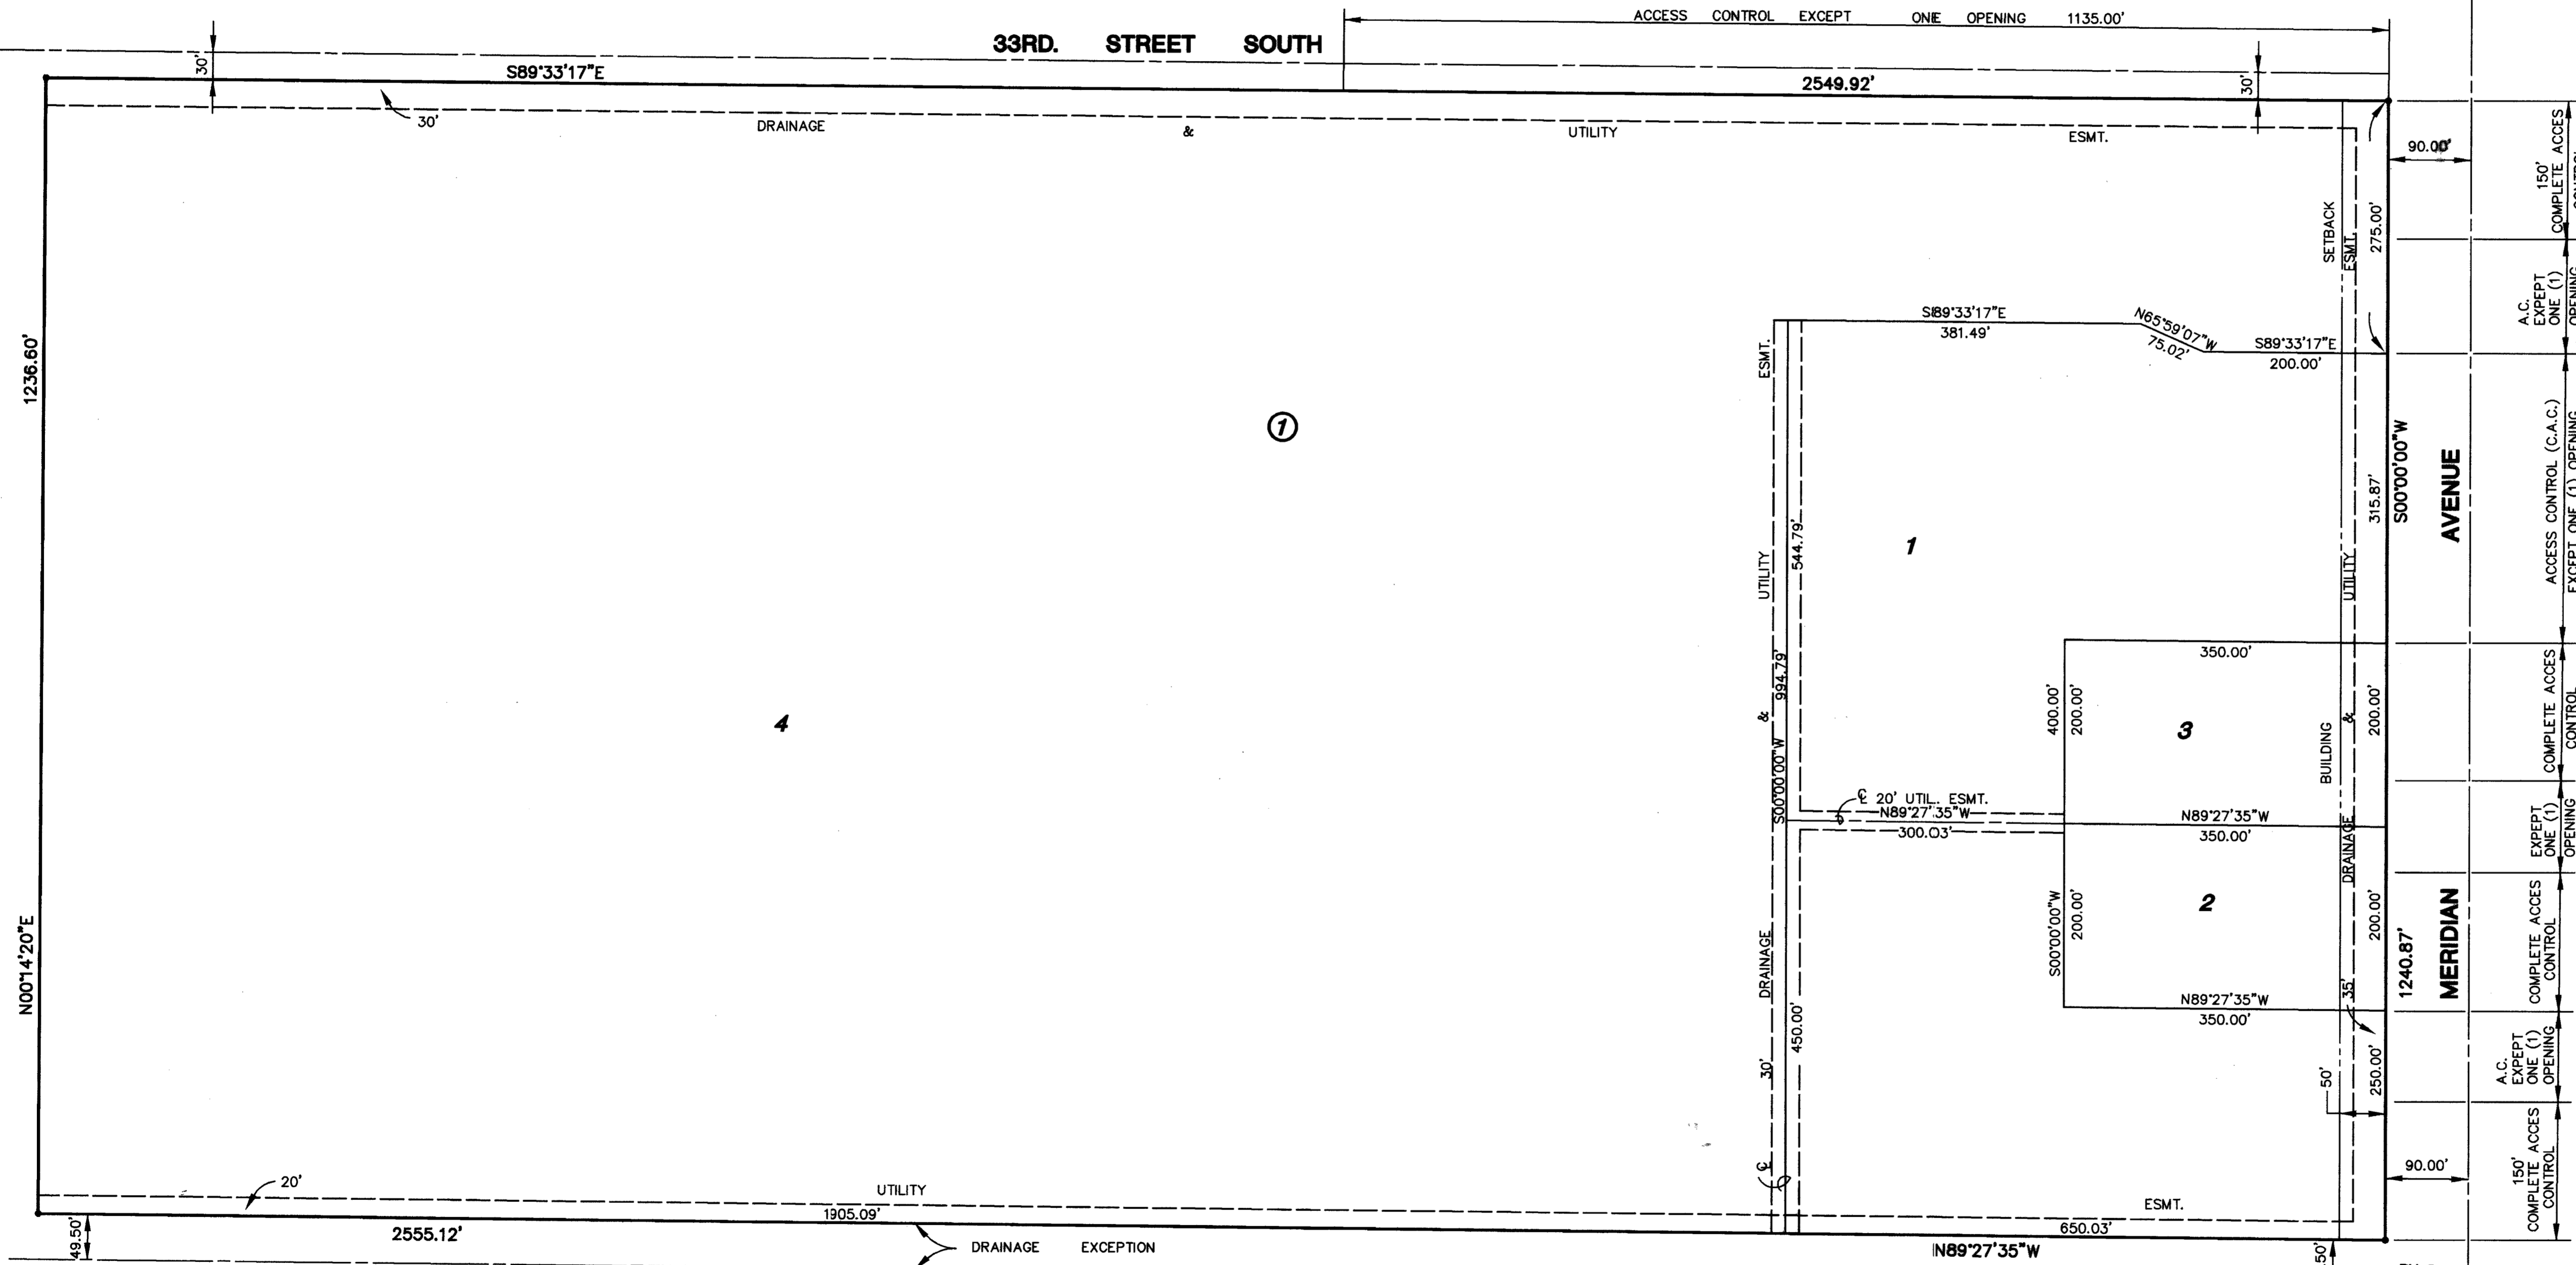 ACCESS CONTROL EXCEPT ONE OPENING 1135.00'
33RD. STREET SOUTH
30'
S89°33'17"E
2549.92'
30'
30'
DRAINAGE & UTILITY ESMT.
90.00'
150'
COMPLETE ACCES
SETBACK
ESMT.
275.00'
A.C.
EXPEPT
ONE (1)
OPENING
1236.60'
N00°14'20"E
①
4
S89°33'17"E
381.49'
N65°59'07"W
75.02'
S89°33'17"E
200.00'
DRAINAGE & UTILITY ESMT.
30'
544.79'
994.79'
S00°00'00"W
1
315.87'
S00°00'00"W
MERIDIAN AVENUE
ACCESS CONTROL (C.A.C.)
EXCEPT ONE (1) OPENING
350.00'
400.00'
200.00'
3
BUILDING
DRAINAGE & UTILITY
200.00'
COMPLETE ACCES
CONTROL
℄ 20' UTIL. ESMT.
N89°27'35"W
300.03'
N89°27'35"W
350.00'
EXPEPT
ONE (1)
OPENING
S00°00'00"W
200.00'
2
200.00'
1240.87'
COMPLETE ACCES
CONTROL
35'
N89°27'35"W
350.00'
450.00'
50'
250.00'
A.C.
EXPEPT
ONE (1)
OPENING
90.00'
150'
COMPLETE ACCES
CONTROL
℄
20'
UTILITY ESMT.
1905.09'
650.03'
49.50'
2555.12'
DRAINAGE EXCEPTION
N89°27'35"W